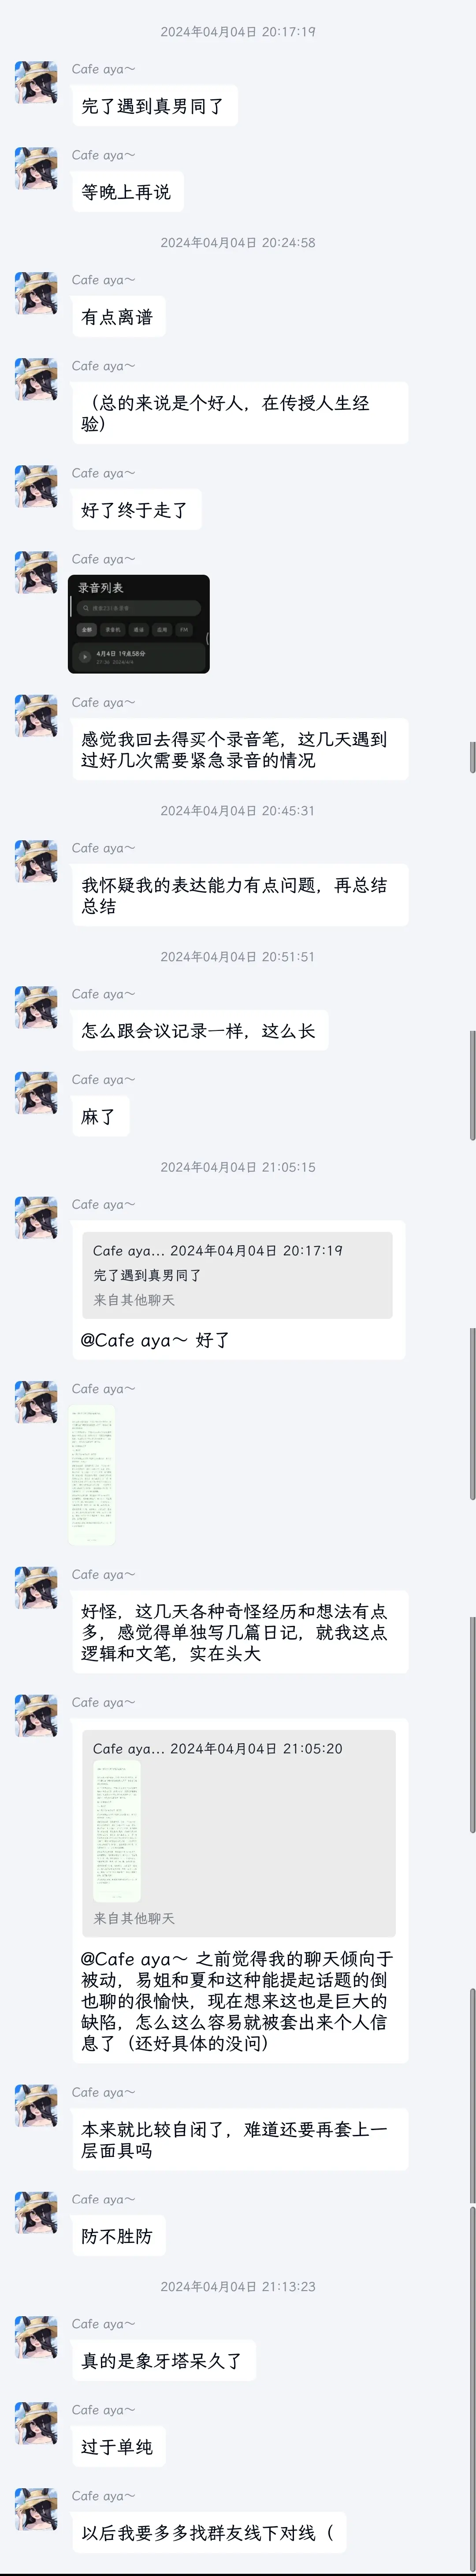 2024年04月04日 20:17:19
Cafe aya～
完了遇到真男同了
Cafe aya～
等晚上再说
2024年04月04日 20:24:58
Cafe aya～
有点离谱
Cafe aya～
（总的来说是个好人，在传授人生经
验）
Cafe aya～
好了终于走了
Cafe aya～
录音列表
搜索231条录音
全部 录音机 通话 应用 FM
4月4日 19点58分
27:36 2024/4/4
Cafe aya～
感觉我回去得买个录音笔，这几天遇到
过好几次需要紧急录音的情况
2024年04月04日 20:45:31
Cafe aya～
我怀疑我的表达能力有点问题，再总结
总结
2024年04月04日 20:51:51
Cafe aya～
怎么跟会议记录一样，这么长
Cafe aya～
麻了
2024年04月04日 21:05:15
Cafe aya～
Cafe aya... 2024年04月04日 20:17:19
完了遇到真男同了
来自其他聊天
@Cafe aya～ 好了
Cafe aya～
Cafe aya～
好怪，这几天各种奇怪经历和想法有点
多，感觉得单独写几篇日记，就我这点
逻辑和文笔，实在头大
Cafe aya～
Cafe aya... 2024年04月04日 21:05:20
来自其他聊天
@Cafe aya～ 之前觉得我的聊天倾向于
被动，易姐和夏和这种能提起话题的倒
也聊的很愉快，现在想来这也是巨大的
缺陷，怎么这么容易就被套出来个人信
息了（还好具体的没问）
Cafe aya～
本来就比较自闭了，难道还要再套上一
层面具吗
Cafe aya～
防不胜防
2024年04月04日 21:13:23
Cafe aya～
真的是象牙塔呆久了
Cafe aya～
过于单纯
Cafe aya～
以后我要多多找群友线下对线（